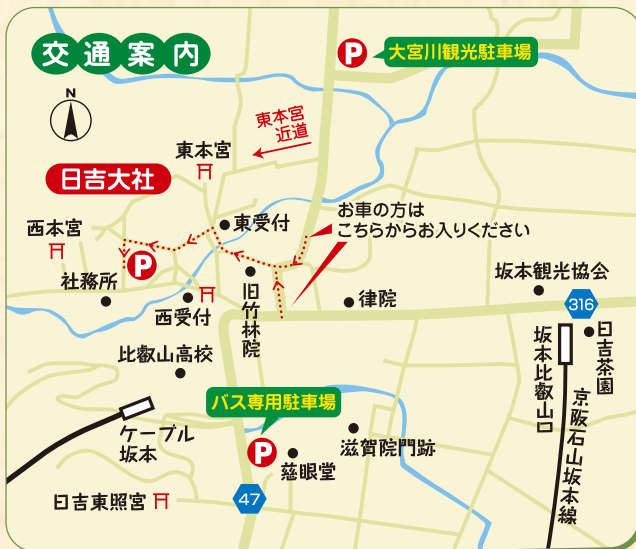 交通案内
P
大宮川観光駐車場
N
東本宮
近道
東本宮
日吉大社
西本宮
東受付
お車の方は
こちらからお入りください
P
社務所
西受付
旧竹林院
律院
坂本観光協会
316
日吉茶園
坂本比叡山口
京阪石山坂本線
比叡山高校
バス専用駐車場
ケーブル
坂本
P
慈眼堂
滋賀院門跡
日吉東照宮
47